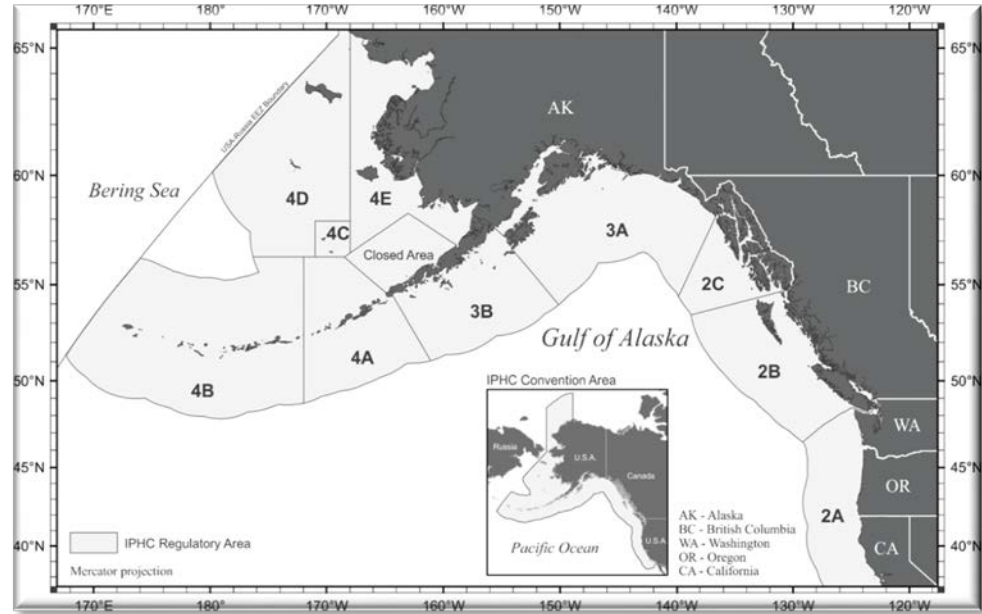 170°E 180° 170°W 160°W 150°W 140°W 130°W 120°W
65°N 65°N
USA-Russia EEZ Boundary
AK
60°N 60°N
Bering Sea
4D 4E
4C
3A
Closed Area
2C
BC
55°N 55°N
3B
Gulf of Alaska
4A
2B
4B
50°N 50°N
IPHC Convention Area
WA
Russia
U.S.A.
Canada
45°N 45°N
OR
2A
U.S.A
AK - Alaska
BC - British Columbia
WA - Washington
OR - Oregon
CA - California
IPHC Regulatory Area
Pacific Ocean
CA
40°N 40°N
Mercator projection
170°E 180° 170°W 160°W 150°W 140°W 130°W 120°W